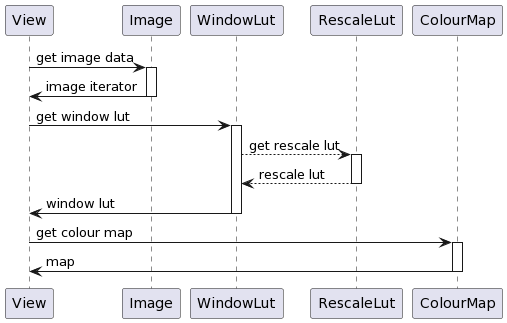 View Image WindowLut RescaleLut ColourMap
get image data
image iterator
get window lut
get rescale lut
rescale lut
window lut
get colour map
map
View Image WindowLut RescaleLut ColourMap